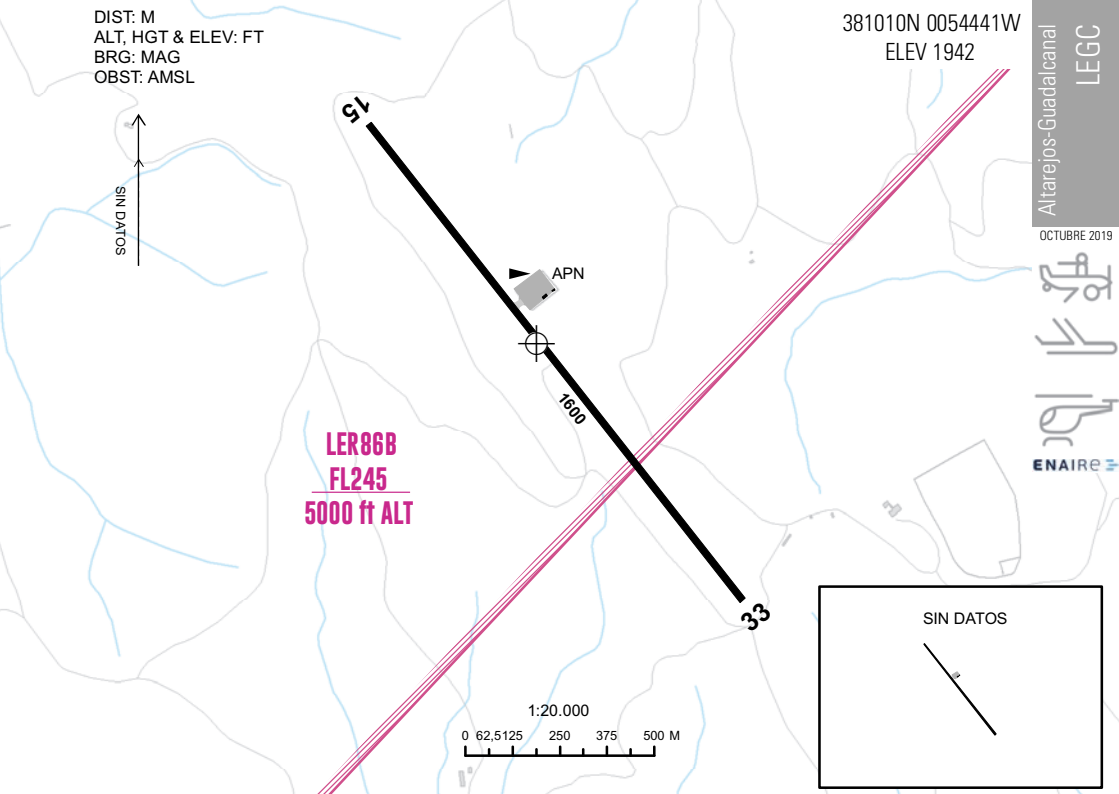 DIST: M
ALT, HGT & ELEV: FT
BRG: MAG
OBST: AMSL
SIN DATOS
381010N 0054441W
ELEV 1942
Altarejos-Guadalcanal
LEGC
OCTUBRE 2019
ENAIRE
15
APN
1600
33
LER86B
FL245
5000 ft ALT
1:20.000
0 62,5125 250 375 500 M
SIN DATOS